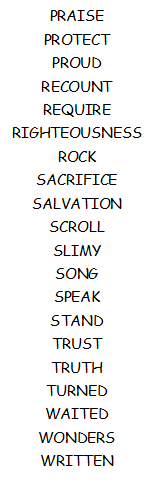 PRAISE
PROTECT
PROUD
RECOUNT
REQUIRE
RIGHTEOUSNESS
ROCK
SACRIFICE
SALVATION
SCROLL
SLIMY
SONG
SPEAK
STAND
TRUST
TRUTH
TURNED
WAITED
WONDERS
WRITTEN